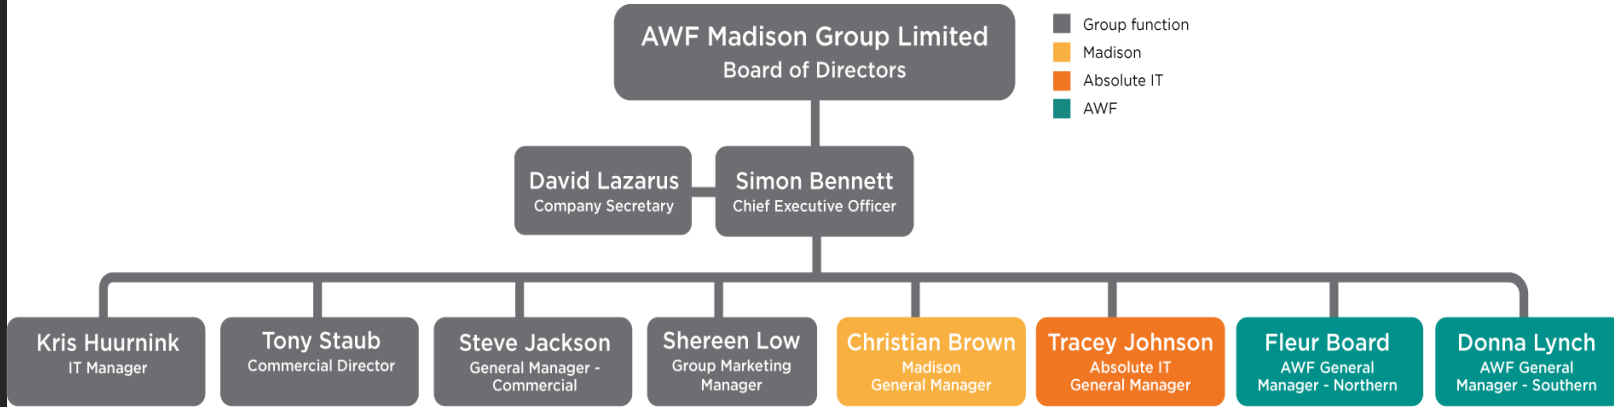 AWF Madison Group Limited
Board of Directors
Group function
Madison
Absolute IT
AWF
David Lazarus
Company Secretary
Simon Bennett
Chief Executive Officer
Kris Huurnink
IT Manager
Tony Staub
Commercial Director
Steve Jackson
General Manager -
Commercial
Shereen Low
Group Marketing
Manager
Christian Brown
Madison
General Manager
Tracey Johnson
Absolute IT
General Manager
Fleur Board
AWF General
Manager - Northern
Donna Lynch
AWF General
Manager - Southern